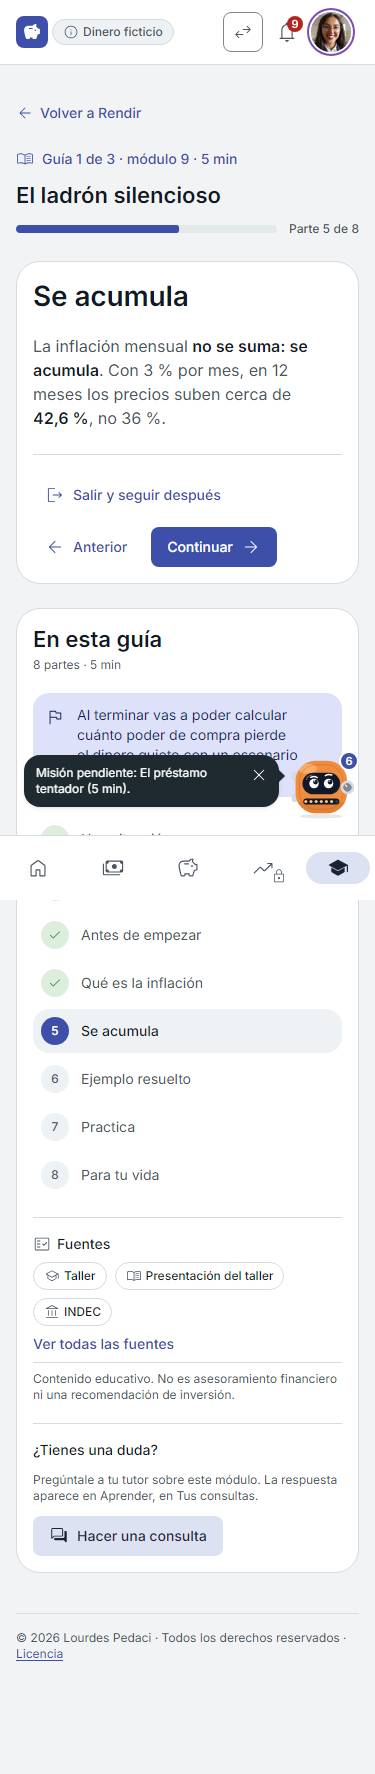 Dinero ficticio
9
Volver a Rendir
Guía 1 de 3 · módulo 9 · 5 min
El ladrón silencioso
Parte 5 de 8
Se acumula
La inflación mensual no se suma: se
acumula. Con 3 % por mes, en 12
meses los precios suben cerca de
42,6 %, no 36 %.
Salir y seguir después
Anterior
Continuar
En esta guía
8 partes · 5 min
Al terminar vas a poder calcular
cuánto poder de compra pierde
el dinero quieto con un escenario
Misión pendiente: El préstamo
tentador (5 min).
6
Antes de empezar
Qué es la inflación
5 Se acumula
6 Ejemplo resuelto
7 Practica
8 Para tu vida
Fuentes
Taller
Presentación del taller
INDEC
Ver todas las fuentes
Contenido educativo. No es asesoramiento financiero
ni una recomendación de inversión.
¿Tienes una duda?
Pregúntale a tu tutor sobre este módulo. La respuesta
aparece en Aprender, en Tus consultas.
Hacer una consulta
© 2026 Lourdes Pedaci · Todos los derechos reservados ·
Licencia